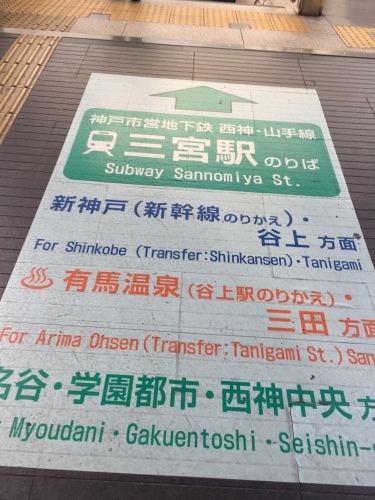 神戸市営地下鉄 西神・山手線
三宮駅 のりば
Subway Sannomiya St.
新神戸(新幹線のりかえ)・
谷上 方面
For Shinkobe (Transfer:Shinkansen)・Tanigami
有馬温泉(谷上駅のりかえ)・
三田 方面
For Arima Ohsen(Transfer:Tanigami St.)San
名谷・学園都市・西神中央 方
Myoudani・Gakuentoshi・Seishin-